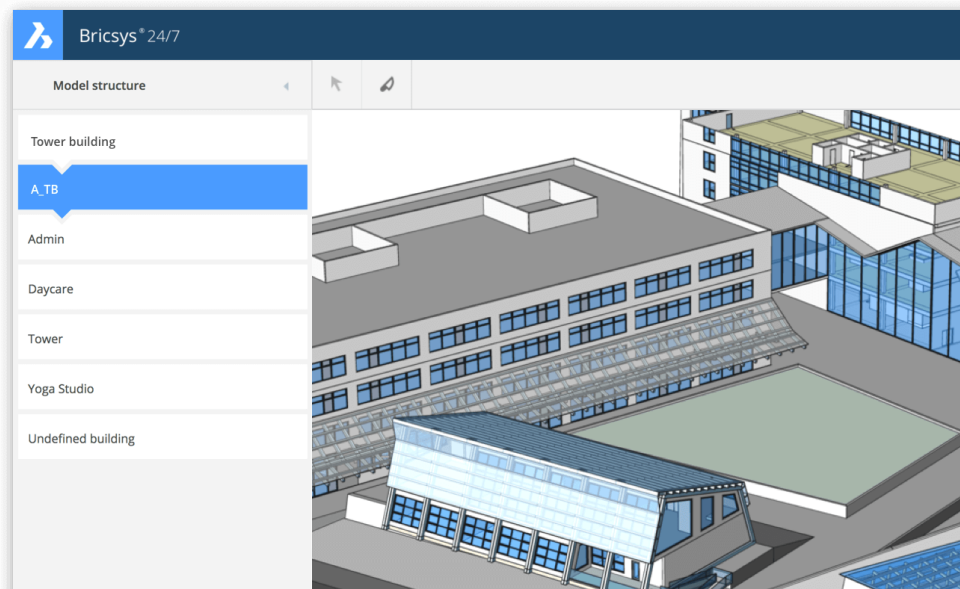 Bricsys® 24/7
Model structure
Tower building
A_TB
Admin
Daycare
Tower
Yoga Studio
Undefined building